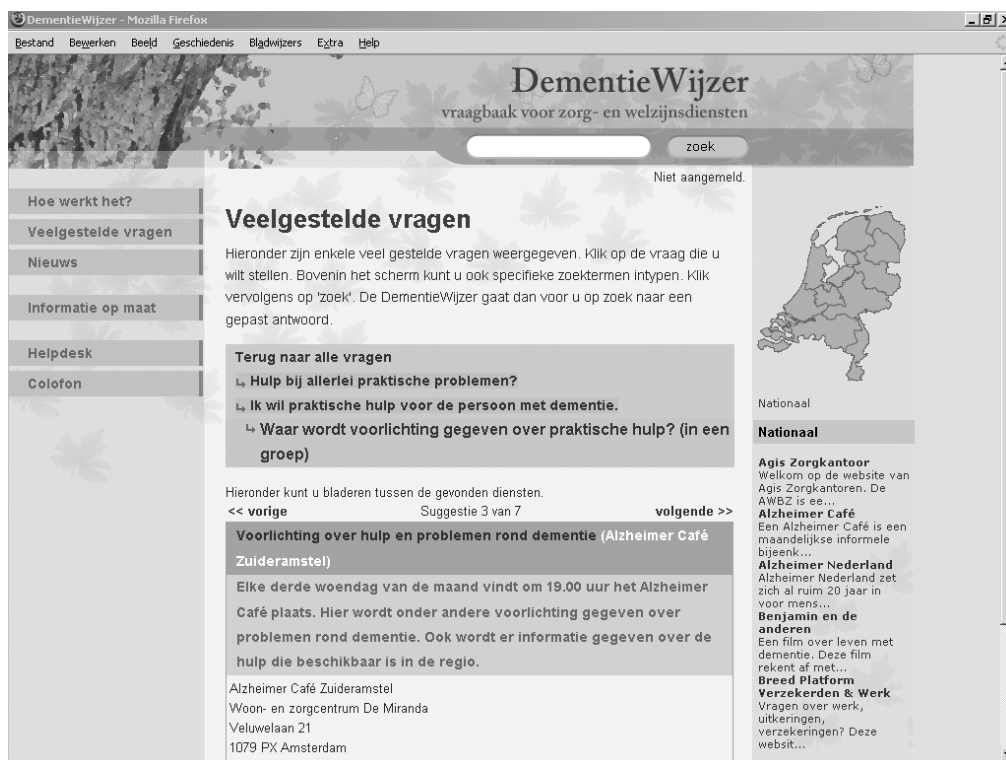 DementieWijzer - Mozilla Firefox
Bestand Bewerken Beeld Geschiedenis Bladwijzers Extra Help
DementieWijzer
vraagbaak voor zorg- en welzijnsdiensten
zoek
Niet aangemeld.
Hoe werkt het?
Veelgestelde vragen
Nieuws
Informatie op maat
Helpdesk
Colofon
Veelgestelde vragen
Hieronder zijn enkele veel gestelde vragen weergegeven. Klik op de vraag die u
wilt stellen. Bovenin het scherm kunt u ook specifieke zoektermen intypen. Klik
vervolgens op 'zoek'. De DementieWijzer gaat dan voor u op zoek naar een
gepast antwoord.
Terug naar alle vragen
Hulp bij allerlei praktische problemen?
Ik wil praktische hulp voor de persoon met dementie.
Waar wordt voorlichting gegeven over praktische hulp? (in een
groep)
Hieronder kunt u bladeren tussen de gevonden diensten.
<< vorige Suggestie 3 van 7 volgende >>
Voorlichting over hulp en problemen rond dementie (Alzheimer Café
Zuideramstel)
Elke derde woendag van de maand vindt om 19.00 uur het Alzheimer
Café plaats. Hier wordt onder andere voorlichting gegeven over
problemen rond dementie. Ook wordt er informatie gegeven over de
hulp die beschikbaar is in de regio.
Alzheimer Café Zuideramstel
Woon- en zorgcentrum De Miranda
Veluwelaan 21
1079 PX Amsterdam
Nationaal
Nationaal
Agis Zorgkantoor
Welkom op de website van
Agis Zorgkantoren. De
AWBZ is ee...
Alzheimer Café
Een Alzheimer Café is een
maandelijkse informele
bijeenk...
Alzheimer Nederland
Alzheimer Nederland zet
zich al ruim 20 jaar in
voor mens...
Benjamin en de
anderen
Een film over leven met
dementie. Deze film
rekent af met...
Breed Platform
Verzekerden & Werk
Vragen over werk,
uitkeringen,
verzekeringen? Deze
websit...